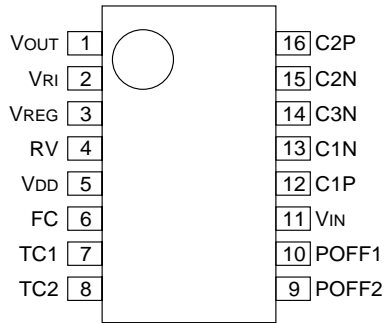 VOUT 1 16 C2P
VRI 2 15 C2N
VREG 3 14 C3N
RV 4 13 C1N
VDD 5 12 C1P
FC 6 11 VIN
TC1 7 10 POFF1
TC2 8 9 POFF2